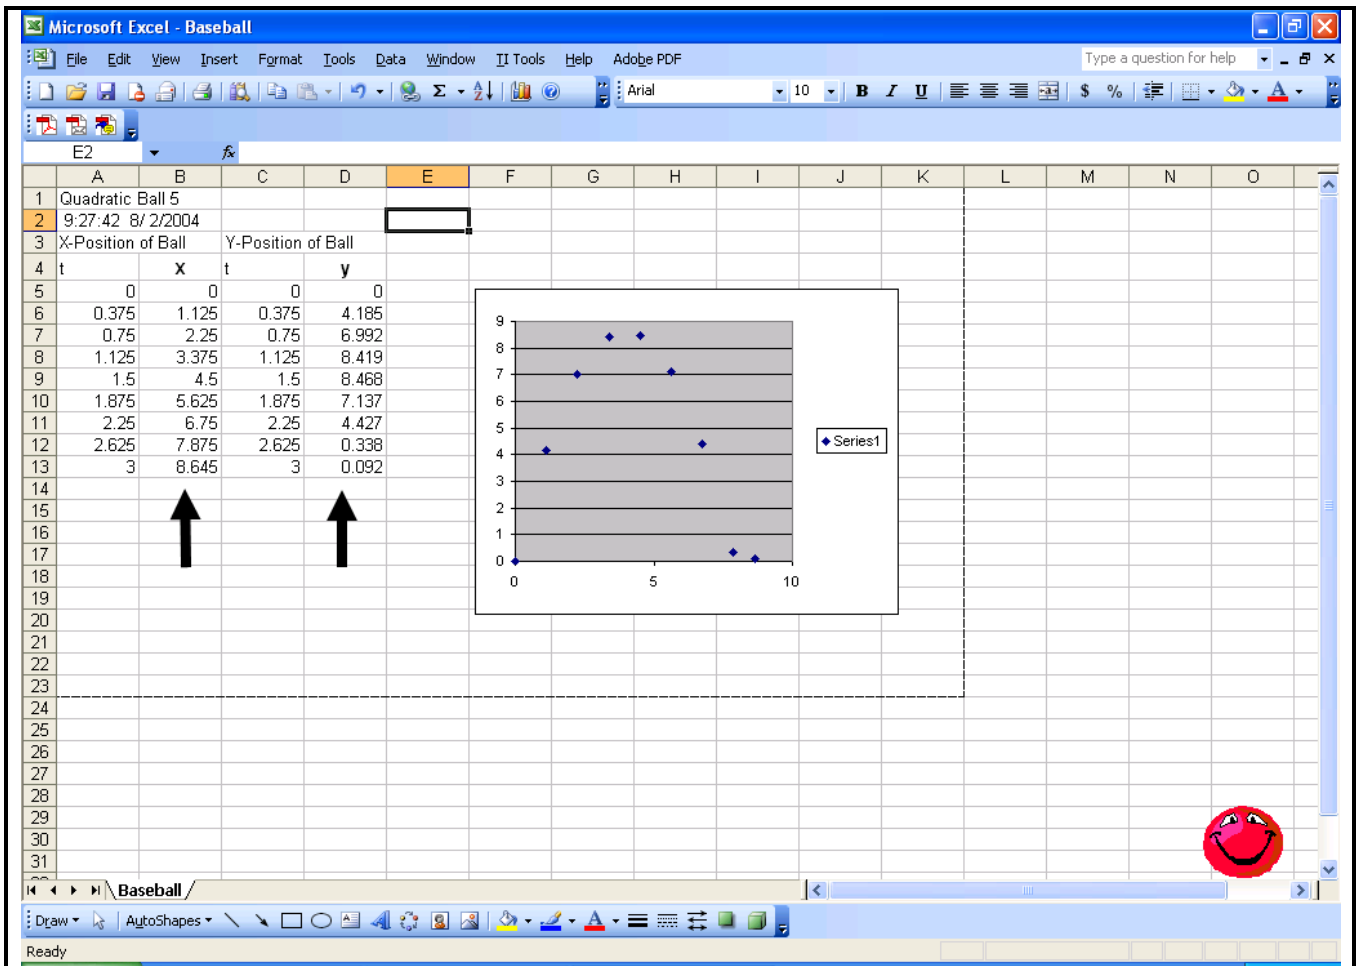 Microsoft Excel - Baseball
File Edit View Insert Format Tools Data Window TI Tools Help Adobe PDF Type a question for help
Σ Arial 10 B I U $ %
E2 fx
A B C D E F G H I J K L M N O
1 Quadratic Ball 5
2 9:27:42 8/ 2/2004
3 X-Position of Ball Y-Position of Ball
4 t x t y
5 0 0 0 0
6 0.375 1.125 0.375 4.185
7 0.75 2.25 0.75 6.992
8 1.125 3.375 1.125 8.419
9 1.5 4.5 1.5 8.468
10 1.875 5.625 1.875 7.137
11 2.25 6.75 2.25 4.427
12 2.625 7.875 2.625 0.338
13 3 8.645 3 0.092
14
15
16
17
18
19
20
21
22
23
24
25
26
27
28
29
30
31
9
8
7
6
5
4
3
2
1
0
0 5 10
Series1
Baseball
Draw AutoShapes A
Ready